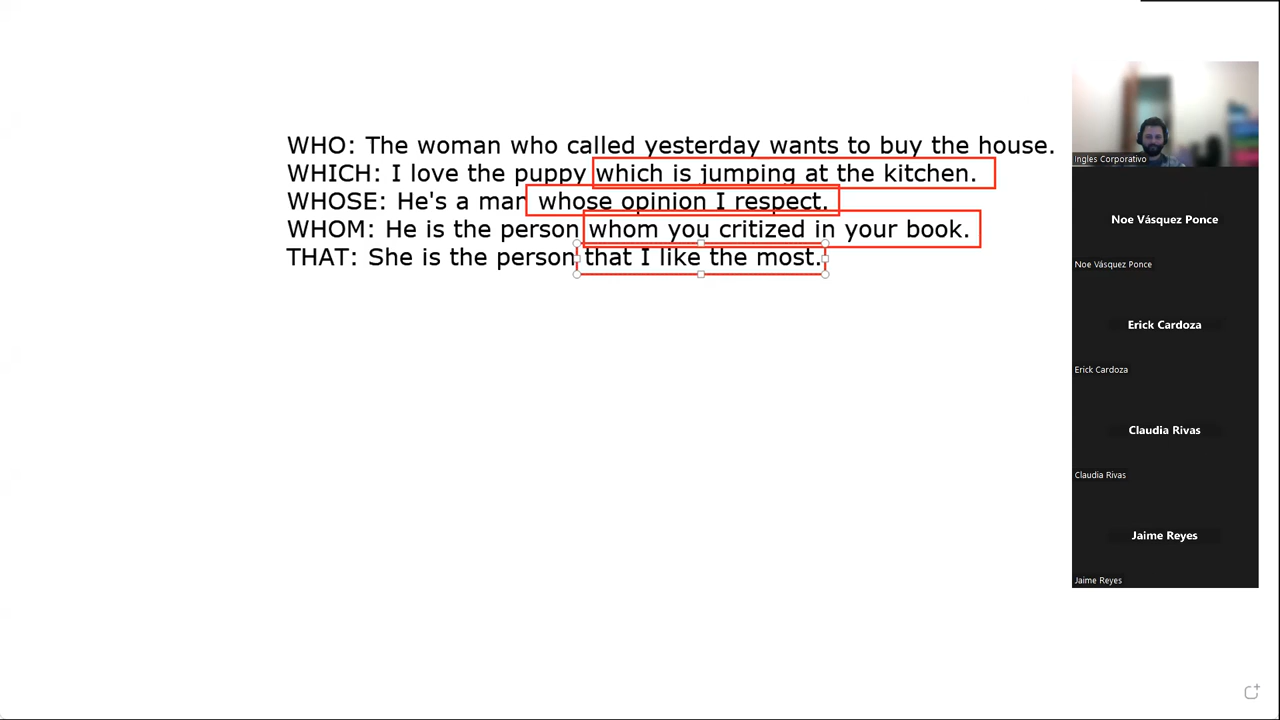 WHO: The woman who called yesterday wants to buy the house.
WHICH: I love the puppy which is jumping at the kitchen.
WHOSE: He's a man whose opinion I respect.
WHOM: He is the person whom you critized in your book.
THAT: She is the person that I like the most.
Ingles Corporativo
Noe Vásquez Ponce
Noe Vásquez Ponce
Erick Cardoza
Erick Cardoza
Claudia Rivas
Claudia Rivas
Jaime Reyes
Jaime Reyes